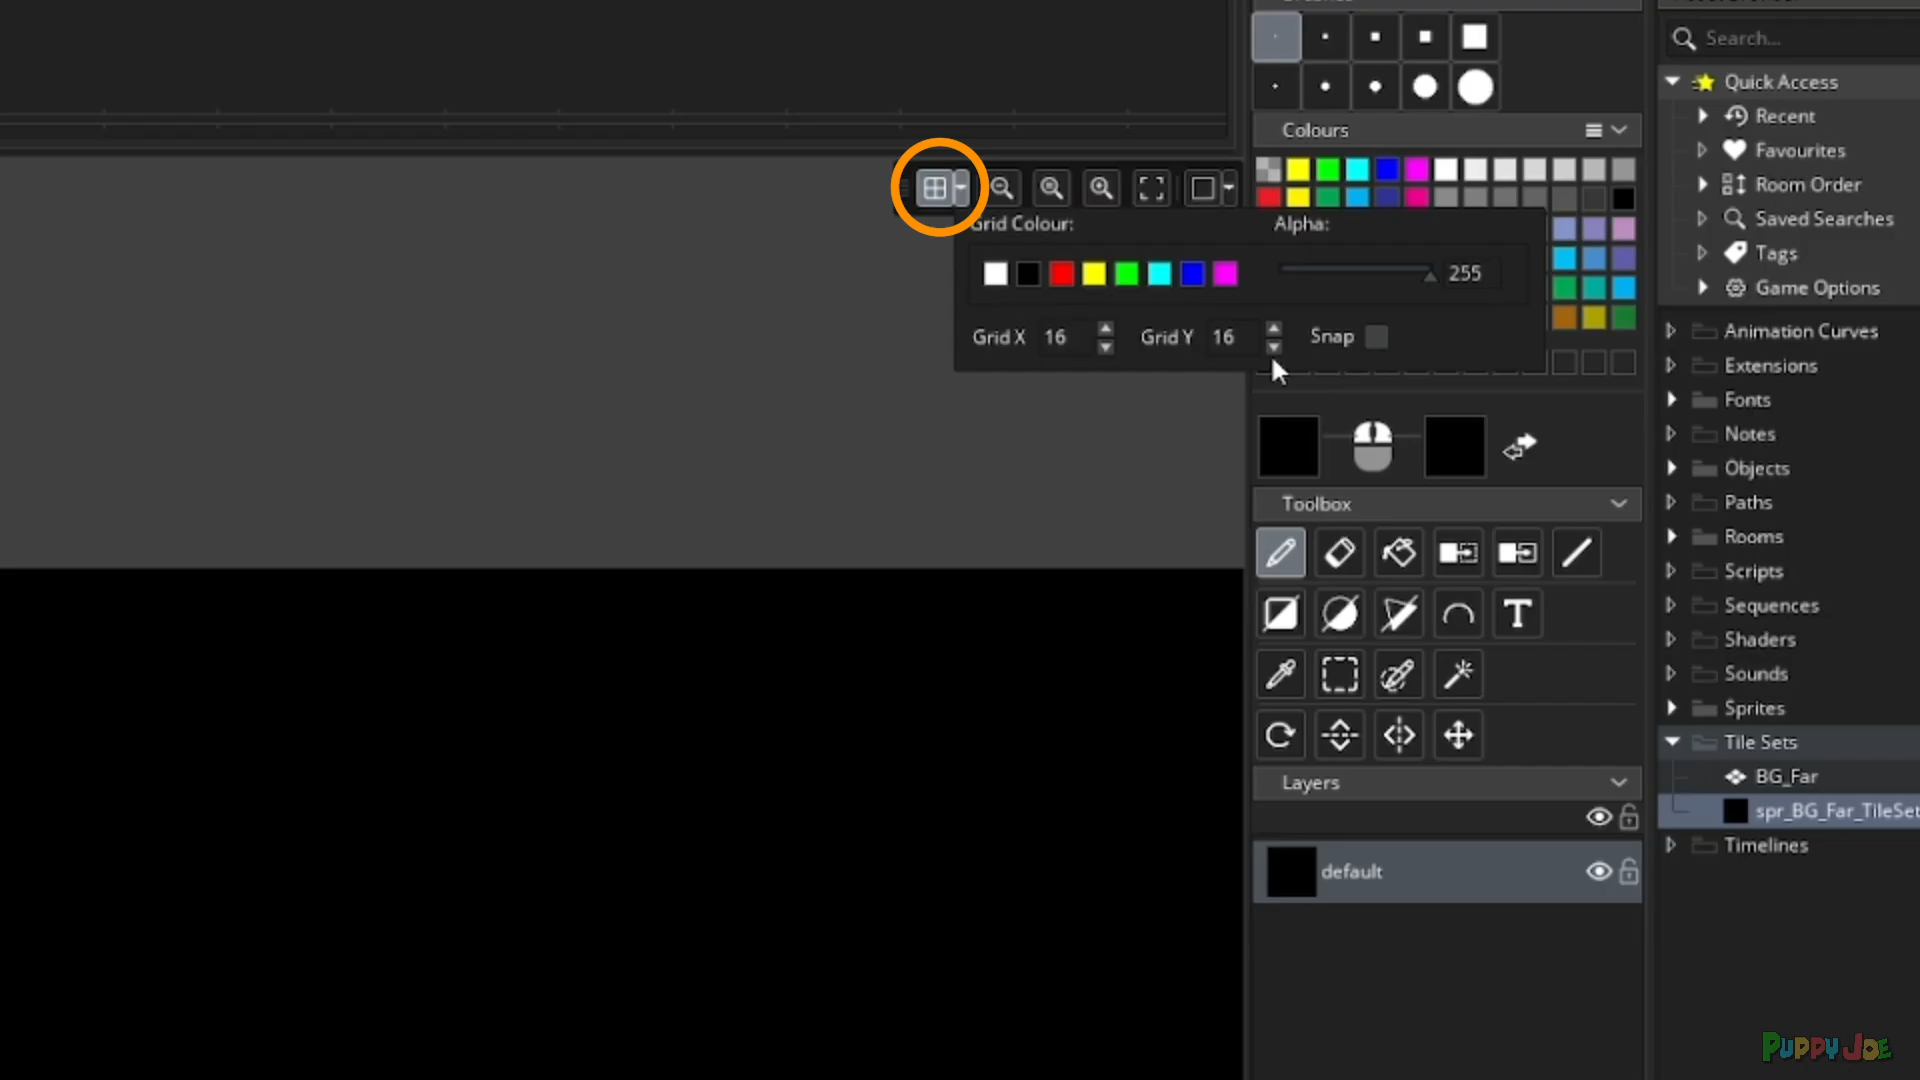 Search...
Quick Access
Recent
Colours
Favourites
Room Order
Saved Searches
Grid Colour:
Alpha:
Tags
255
Game Options
Grid X 16 Grid Y 16 Snap
Animation Curves
Extensions
Fonts
Notes
Objects
Toolbox
Paths
Rooms
Scripts
T
Sequences
Shaders
Sounds
Sprites
Tile Sets
Layers
BG_Far
spr_BG_Far_TileSet
default
Timelines
PUPPY JOE